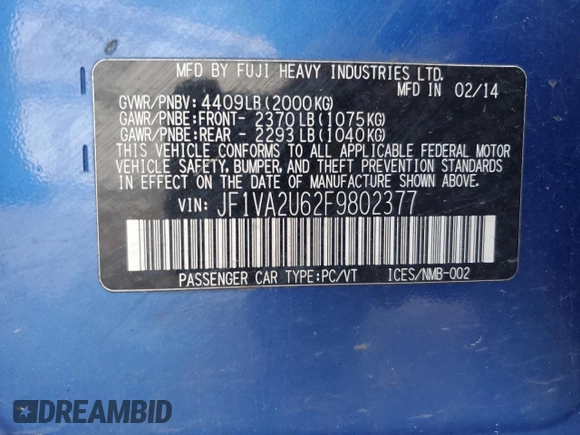 MFD BY FUJI HEAVY INDUSTRIES LTD.
MFD IN 02/14
GVWR/PNBV: 4409LB(2000KG)
GAWR/PNBE:FRONT- 2370LB(1075KG)
GAWR/PNBE:REAR - 2293LB(1040KG)
THIS VEHICLE CONFORMS TO ALL APPLICABLE FEDERAL MOTOR
VEHICLE SAFETY, BUMPER, AND THEFT PREVENTION STANDARDS
IN EFFECT ON THE DATE OF MANUFACTURE SHOWN ABOVE.
VIN: JF1VA2U62F9802377
PASSENGER CAR TYPE:PC/VT ICES/NMB-002
DREAMBID